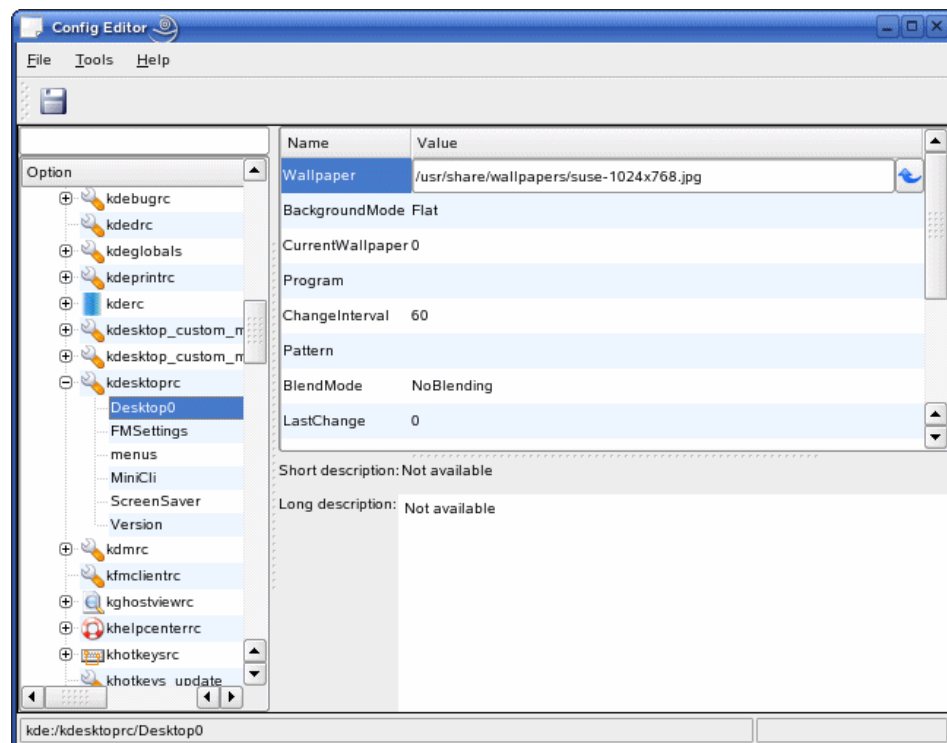 Config Editor
File Tools Help
Name Value
Option
kdebugrc
kdedrc
kdeglobals
kdeprintrc
kderc
kdesktop_custom_m
kdesktop_custom_m
kdesktoprc
Desktop0
FMSettings
menus
MiniCli
ScreenSaver
Version
kdmrc
kfmclientrc
kghostviewrc
khelpcenterrc
khotkeysrc
khotkeys_update
Wallpaper /usr/share/wallpapers/suse-1024x768.jpg
BackgroundMode Flat
CurrentWallpaper 0
Program
ChangeInterval 60
Pattern
BlendMode NoBlending
LastChange 0
Short description: Not available
Long description: Not available
kde:/kdesktoprc/Desktop0